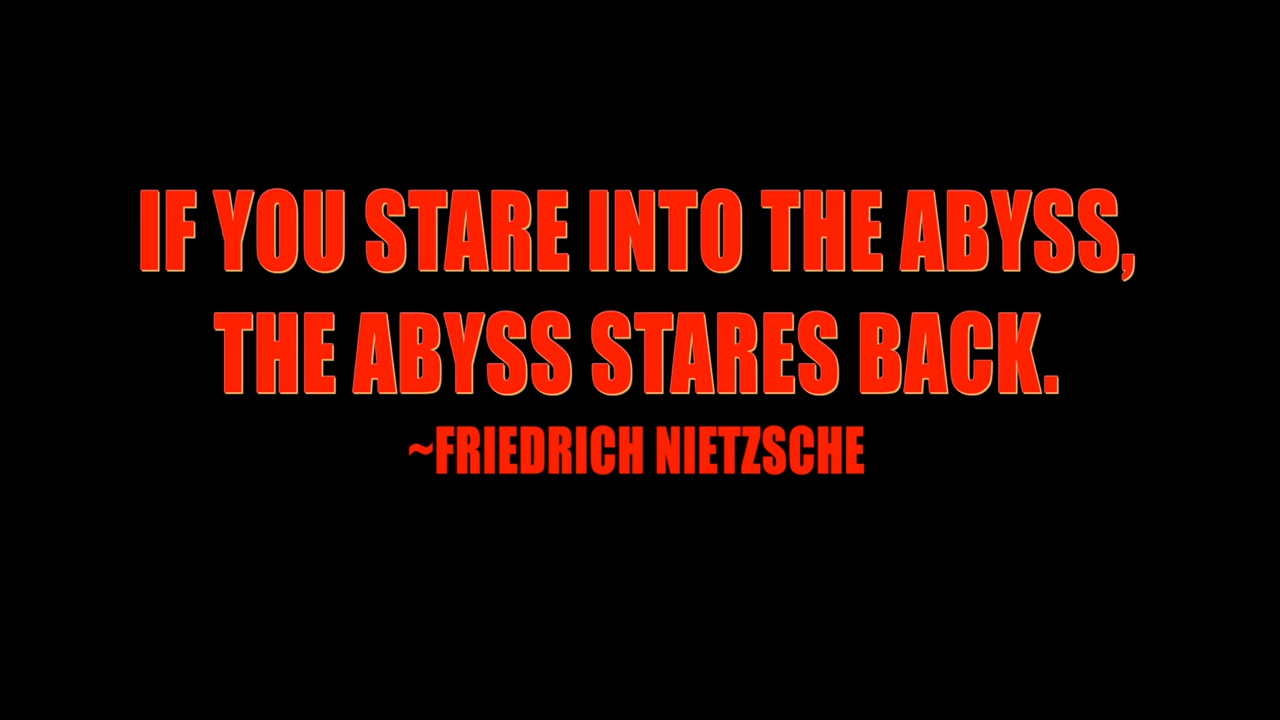 IF YOU STARE INTO THE ABYSS,
THE ABYSS STARES BACK.
~FRIEDRICH NIETZSCHE